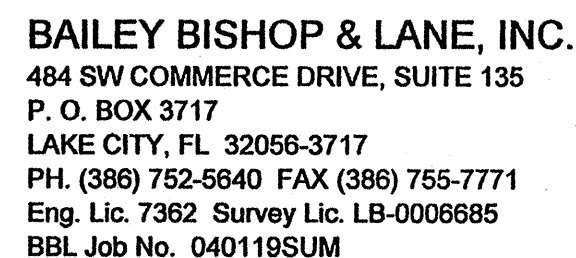 BAILEY BISHOP & LANE, INC.
484 SW COMMERCE DRIVE, SUITE 135
P. O. BOX 3717
LAKE CITY, FL 32056-3717
PH. (386) 752-5640 FAX (386) 755-7771
Eng. Lic. 7362 Survey Lic. LB-0006685
BBL Job No. 040119SUM